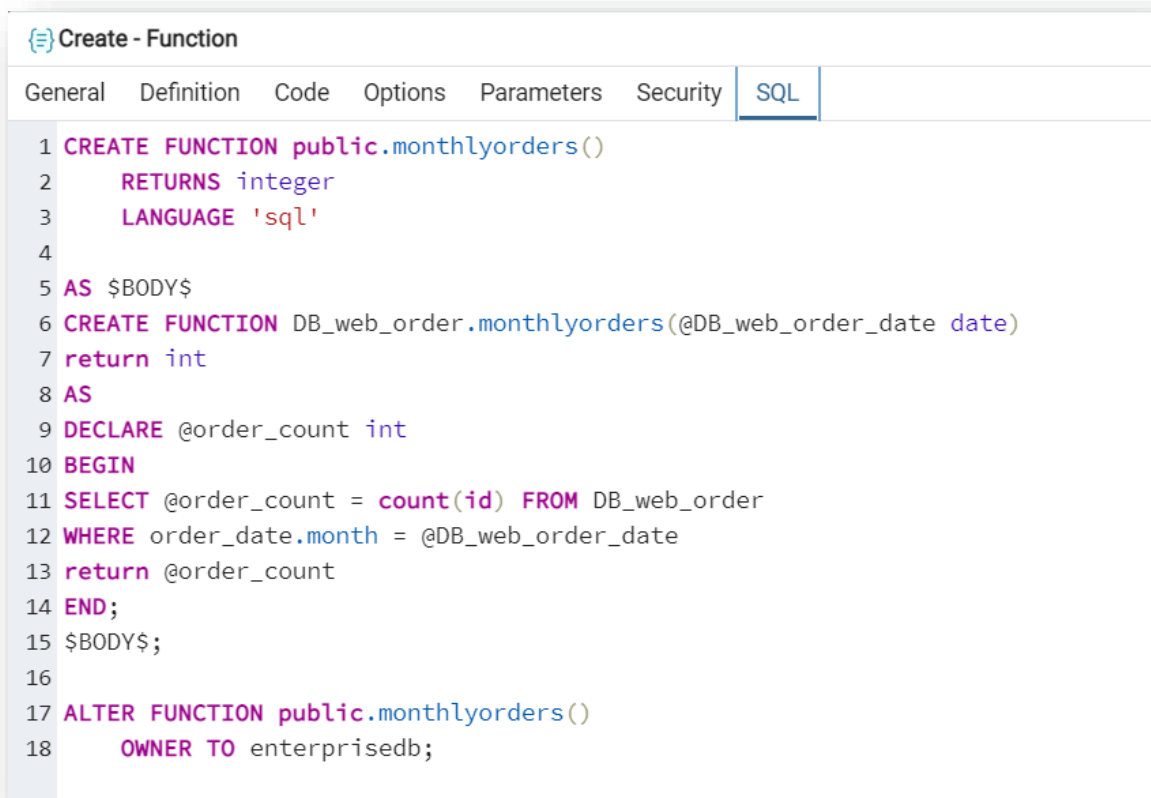 Create - Function
General Definition Code Options Parameters Security SQL
1 CREATE FUNCTION public.monthlyorders()
2 RETURNS integer
3 LANGUAGE 'sql'
4
5 AS $BODY$
6 CREATE FUNCTION DB_web_order.monthlyorders(@DB_web_order_date date)
7 return int
8 AS
9 DECLARE @order_count int
10 BEGIN
11 SELECT @order_count = count(id) FROM DB_web_order
12 WHERE order_date.month = @DB_web_order_date
13 return @order_count
14 END;
15 $BODY$;
16
17 ALTER FUNCTION public.monthlyorders()
18 OWNER TO enterprisedb;